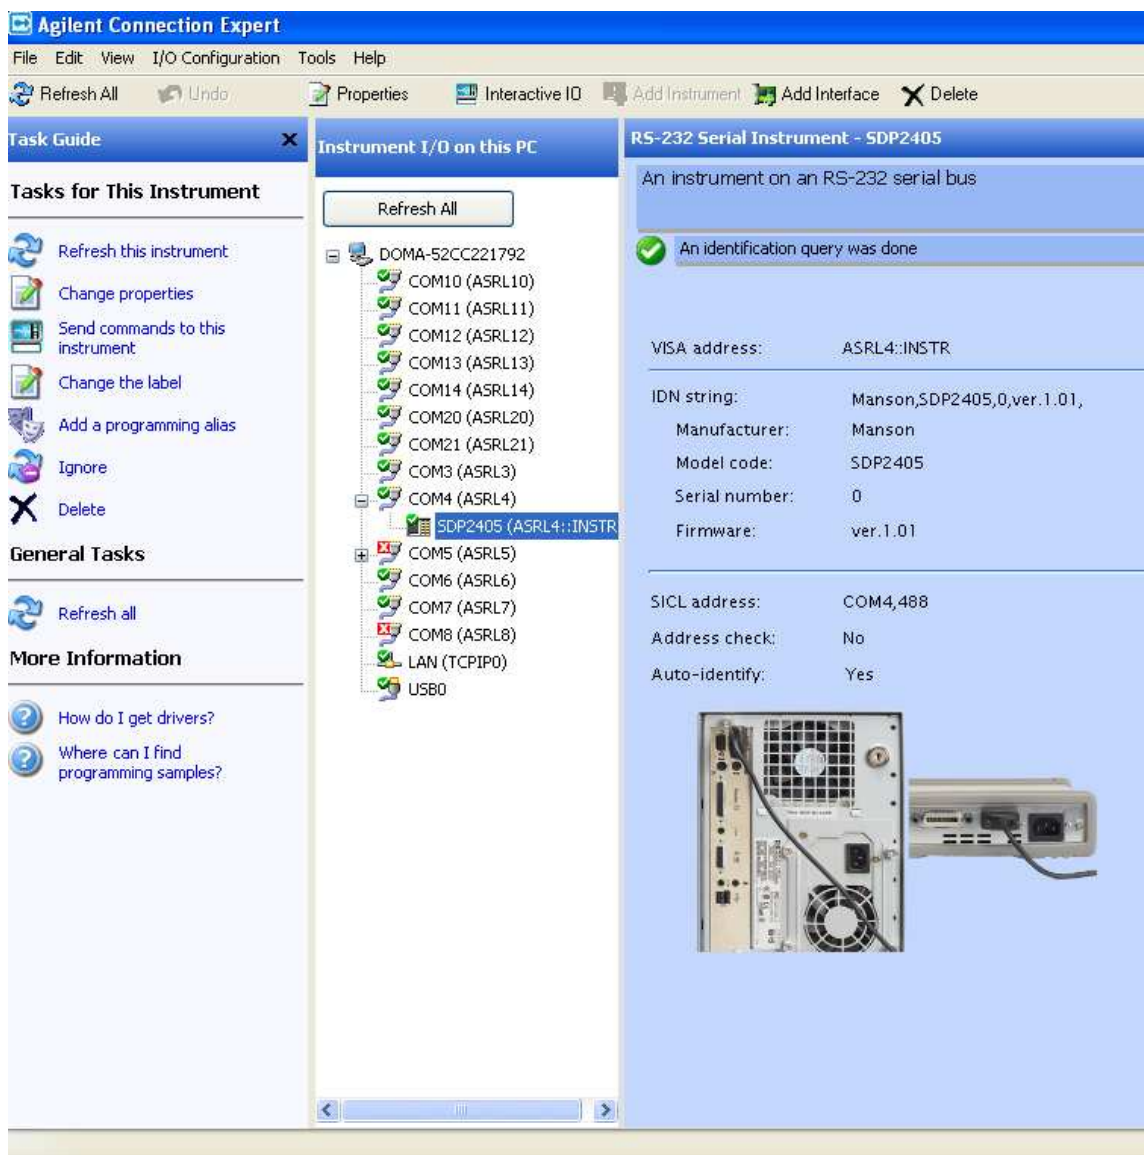 Agilent Connection Expert
File Edit View I/O Configuration Tools Help
Refresh All Undo Properties Interactive IO Add Instrument Add Interface Delete
Task Guide
Tasks for This Instrument
Refresh this instrument
Change properties
Send commands to this
instrument
Change the label
Add a programming alias
Ignore
Delete
General Tasks
Refresh all
More Information
How do I get drivers?
Where can I find
programming samples?
Instrument I/O on this PC
Refresh All
DOMA-52CC221792
COM10 (ASRL10)
COM11 (ASRL11)
COM12 (ASRL12)
COM13 (ASRL13)
COM14 (ASRL14)
COM20 (ASRL20)
COM21 (ASRL21)
COM3 (ASRL3)
COM4 (ASRL4)
SDP2405 (ASRL4::INSTR
COM5 (ASRL5)
COM6 (ASRL6)
COM7 (ASRL7)
COM8 (ASRL8)
LAN (TCPIP0)
USB0
RS-232 Serial Instrument - SDP2405
An instrument on an RS-232 serial bus
An identification query was done
VISA address: ASRL4::INSTR
IDN string: Manson,SDP2405,0,ver.1.01,
Manufacturer: Manson
Model code: SDP2405
Serial number: 0
Firmware: ver.1.01
SICL address: COM4,488
Address check: No
Auto-identify: Yes